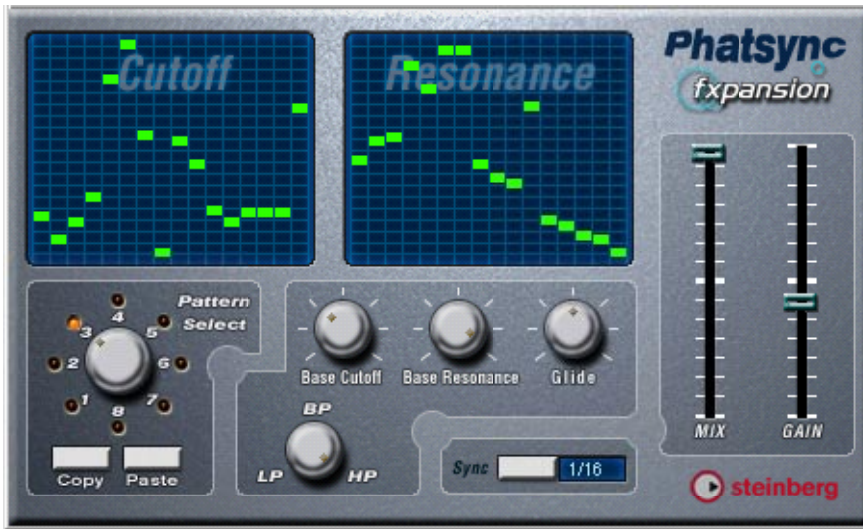 Cutoff
Resonance
Phatsync
fxpansion
Pattern
Select
1
2
3
4
5
6
7
8
Copy
Paste
Base Cutoff
Base Resonance
Glide
BP
LP
HP
Sync
1/16
MIX
GAIN
steinberg